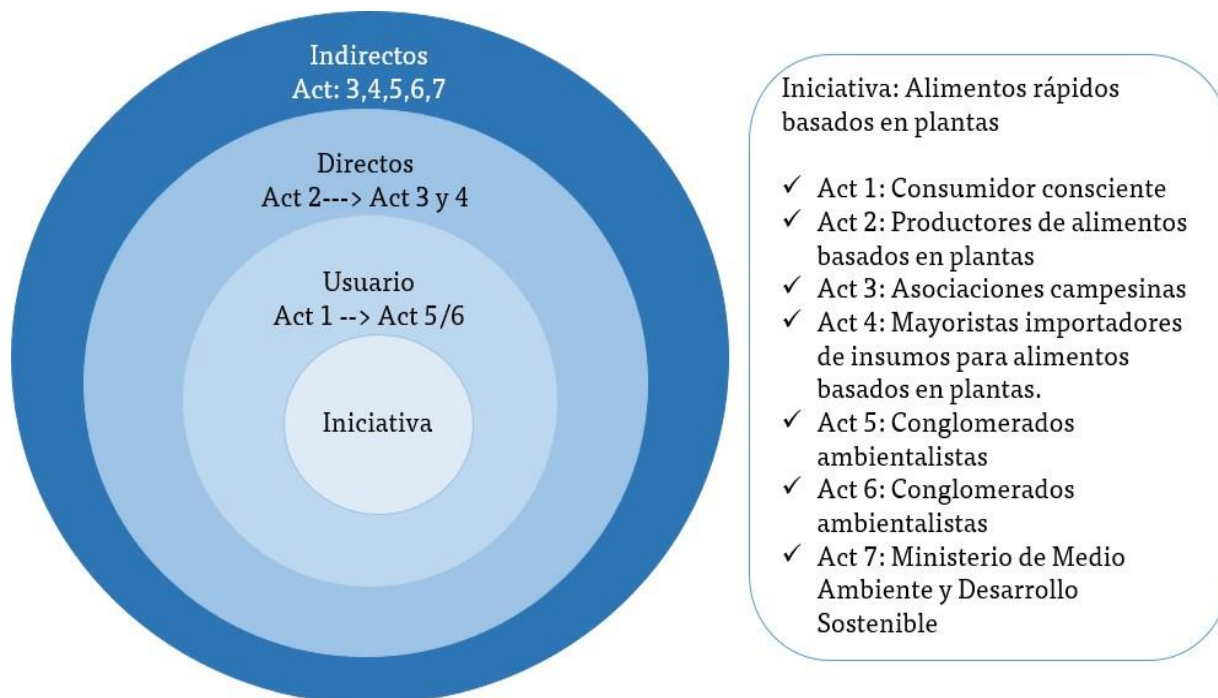 Indirectos
Act: 3,4,5,6,7
Directos
Act 2---> Act 3 y 4
Usuario
Act 1 --> Act 5/6
Iniciativa
Iniciativa: Alimentos rápidos
basados en plantas
✓ Act 1: Consumidor consciente
✓ Act 2: Productores de alimentos
basados en plantas
✓ Act 3: Asociaciones campesinas
✓ Act 4: Mayoristas importadores
de insumos para alimentos
basados en plantas.
✓ Act 5: Conglomerados
ambientalistas
✓ Act 6: Conglomerados
ambientalistas
✓ Act 7: Ministerio de Medio
Ambiente y Desarrollo
Sostenible